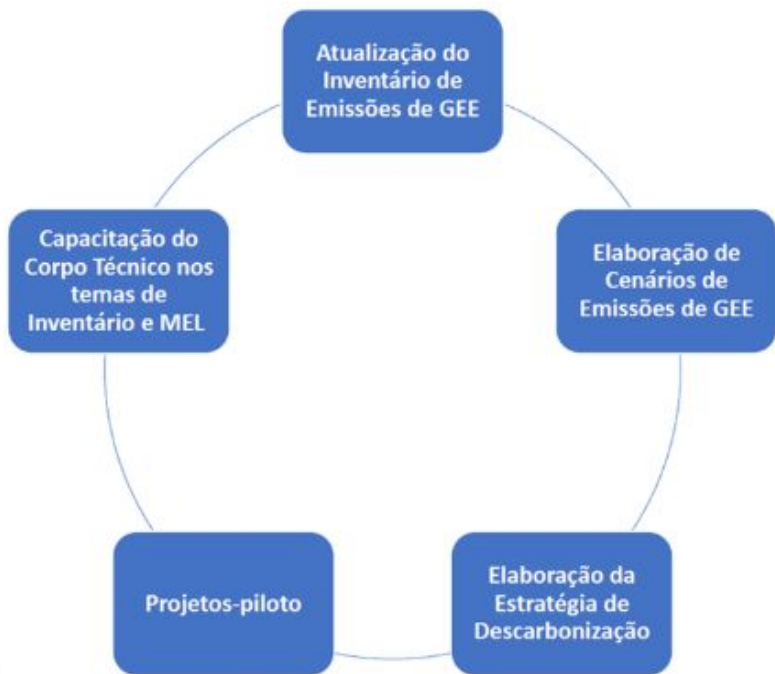 Atualização do
Inventário de
Emissões de GEE
Elaboração de
Cenários de
Emissões de GEE
Elaboração da
Estratégia de
Descarbonização
Projetos-piloto
Capacitação do
Corpo Técnico nos
temas de
Inventário e MEL